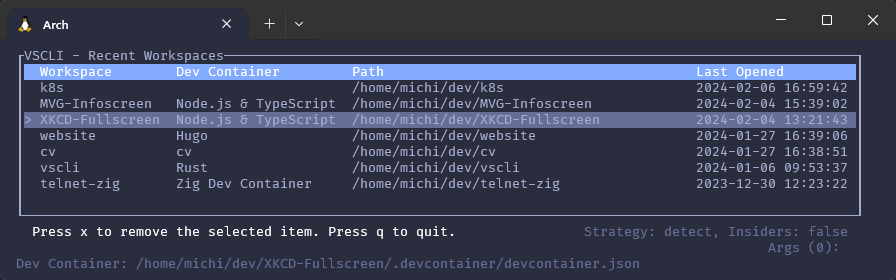 Arch
VSCLI - Recent Workspaces
Workspace Dev Container Path Last Opened
k8s /home/michi/dev/k8s 2024-02-06 16:59:42
MVG-Infoscreen Node.js & TypeScript /home/michi/dev/MVG-Infoscreen 2024-02-04 15:39:02
> XKCD-Fullscreen Node.js & TypeScript /home/michi/dev/XKCD-Fullscreen 2024-02-04 13:21:43
website Hugo /home/michi/dev/website 2024-01-27 16:39:06
cv cv /home/michi/dev/cv 2024-01-27 16:38:51
vscli Rust /home/michi/dev/vscli 2024-01-06 09:53:37
telnet-zig Zig Dev Container /home/michi/dev/telnet-zig 2023-12-30 12:23:22
Press x to remove the selected item. Press q to quit. Strategy: detect, Insiders: false
Args (0):
Dev Container: /home/michi/dev/XKCD-Fullscreen/.devcontainer/devcontainer.json